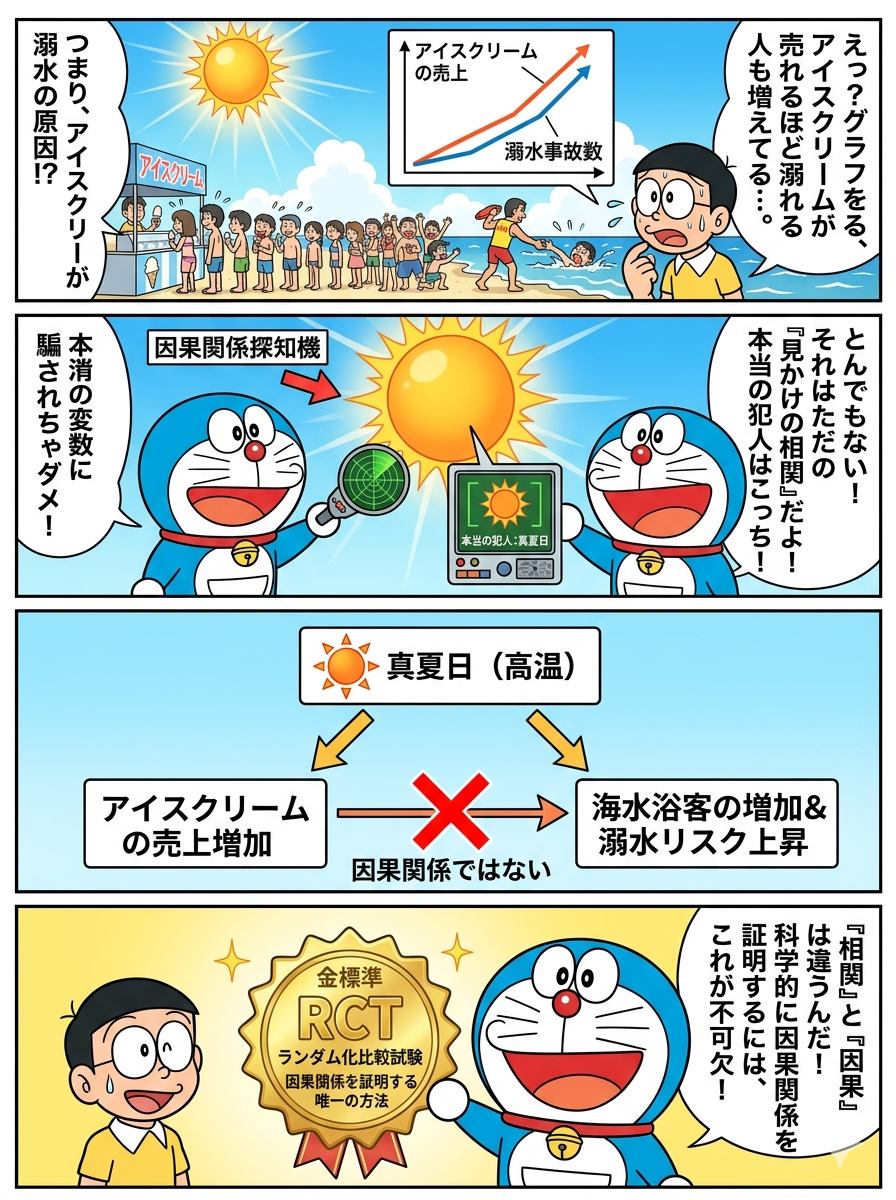 えっ？グラフをる、
アイスクリームが
売れるほど溺れる
人も増えてる…。
アイスクリーム
の売上
溺水事故数
アイスクリーム
つまり、アイスクリーが
溺水の原因!?
とんでもない！
それはただの
『見かけの相関』だよ！
本当の犯人はこっち！
因果関係探知機
本当の犯人：真夏日
本消の変数に
騙されちゃダメ！
真夏日（高温）
アイスクリーム
の売上増加
因果関係ではない
海水浴客の増加&
溺水リスク上昇
『相関』と『因果』
は違うんだ！
科学的に因果関係を
証明するには、
これが不可欠！
金標準
RCT
ランダム化比較試験
因果関係を証明する
唯一の方法